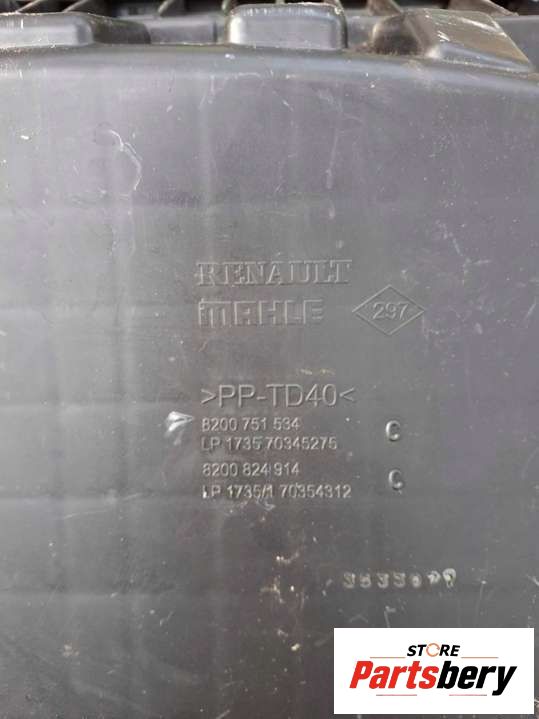 RENAULT
MAHLE 297
>PP-TD40<
8200 751 534 C
LP 1735 70345275
8200 824 914 C
LP 1735/1 70354312
STORE
Partsbery